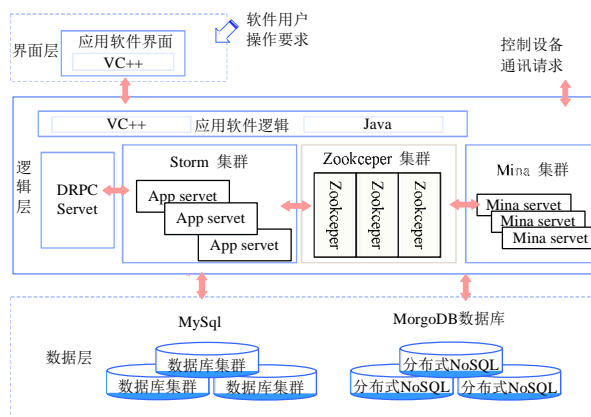 软件用户
操作要求
界面层
应用软件界面
VC++
控制设备
通讯请求
逻辑层
VC++
应用软件逻辑
Java
DRPC
Servet
Storm 集群
App servet
App servet
App servet
Zookceper 集群
Zookceper
Zookceper
Zookceper
Mina 集群
Mina servet
Mina servet
Mina servet
数据层
MySql
数据库集群
数据库集群
数据库集群
MorgoDB数据库
分布式NoSQL
分布式NoSQL
分布式NoSQL